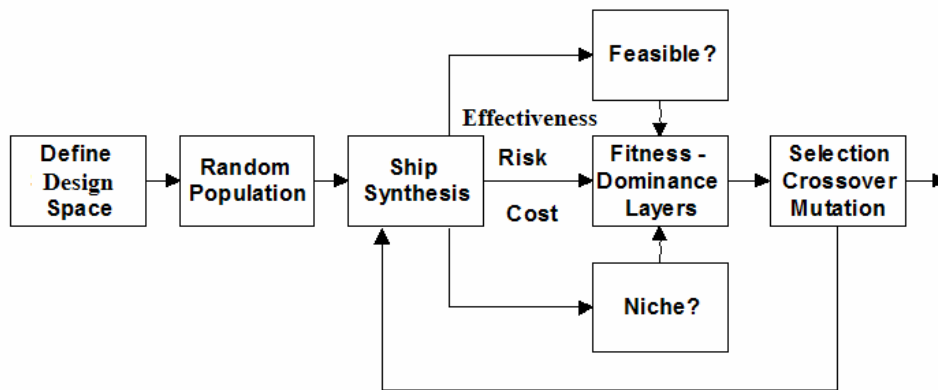 Feasible?
Effectiveness
Define
Design
Space
Random
Population
Ship
Synthesis
Risk
Cost
Fitness -
Dominance
Layers
Selection
Crossover
Mutation
Niche?